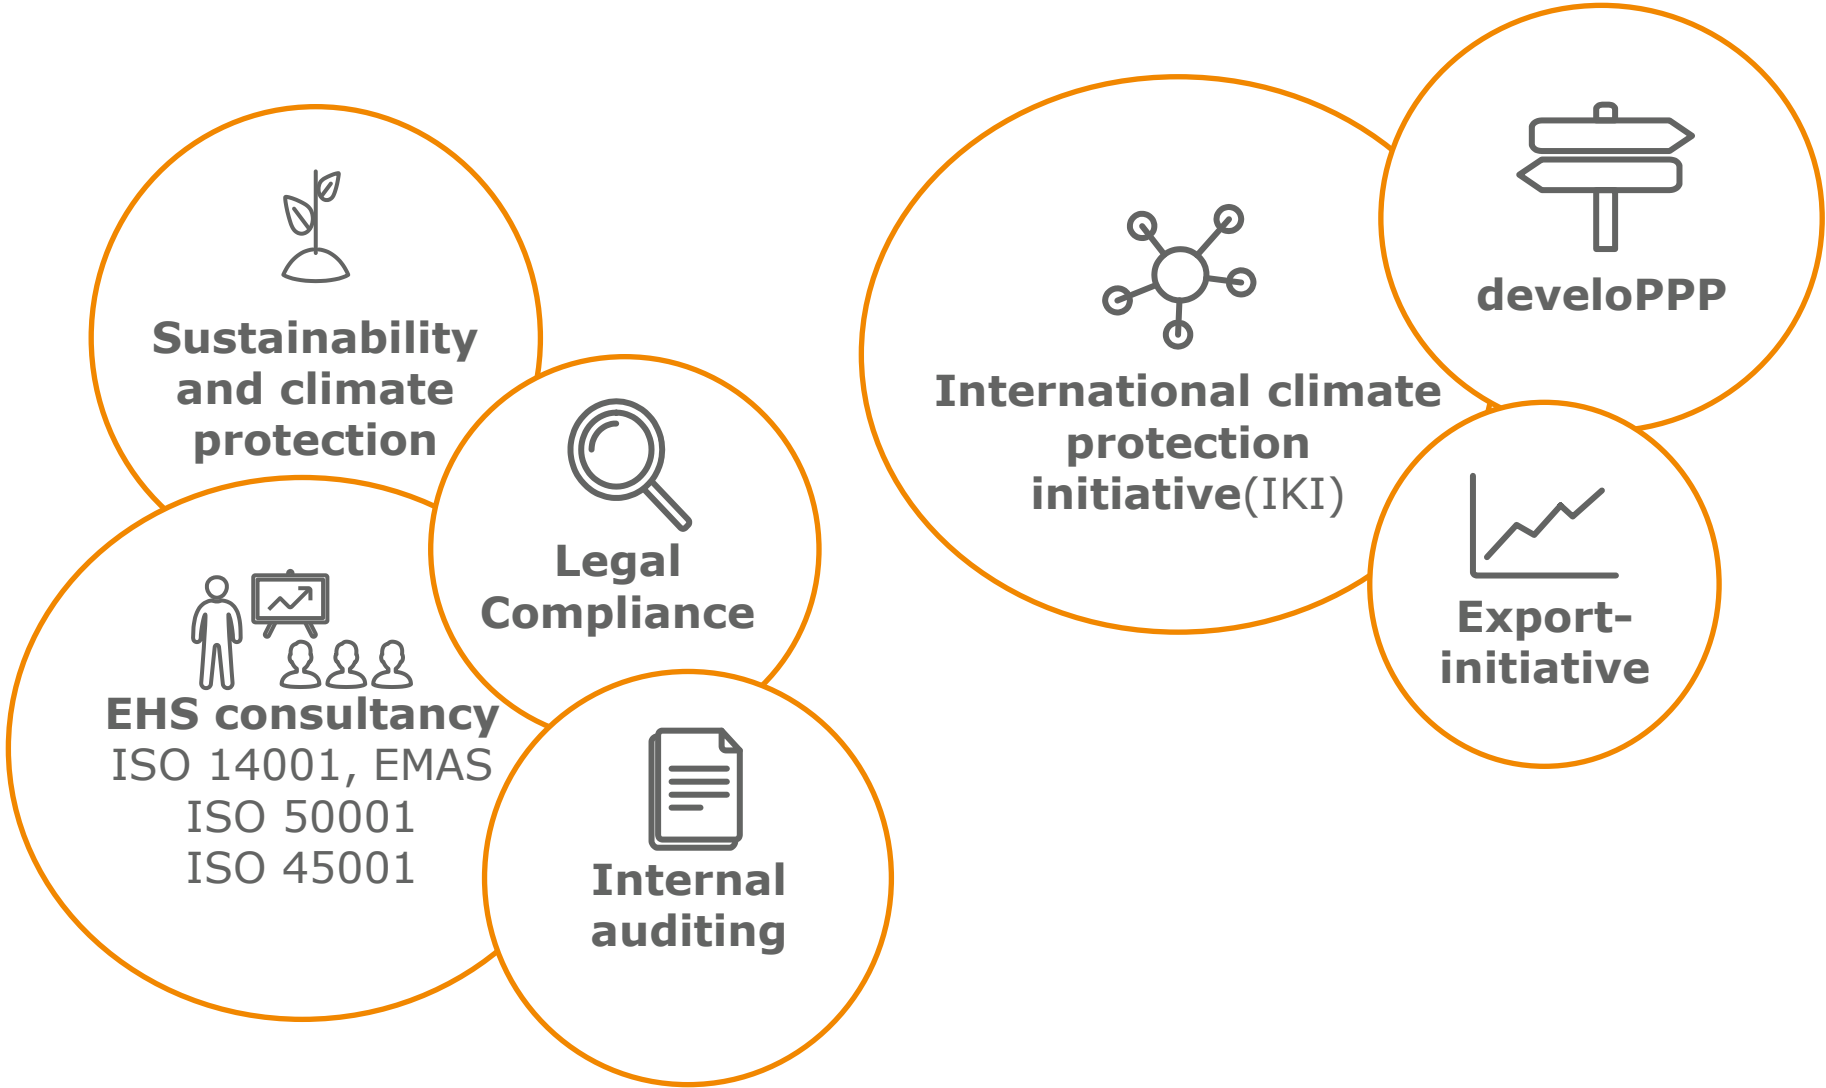 Sustainability
and climate
protection
Legal
Compliance
EHS consultancy
ISO 14001, EMAS
ISO 50001
ISO 45001
Internal
auditing
International climate
protection
initiative(IKI)
develoPPP
Export-
initiative